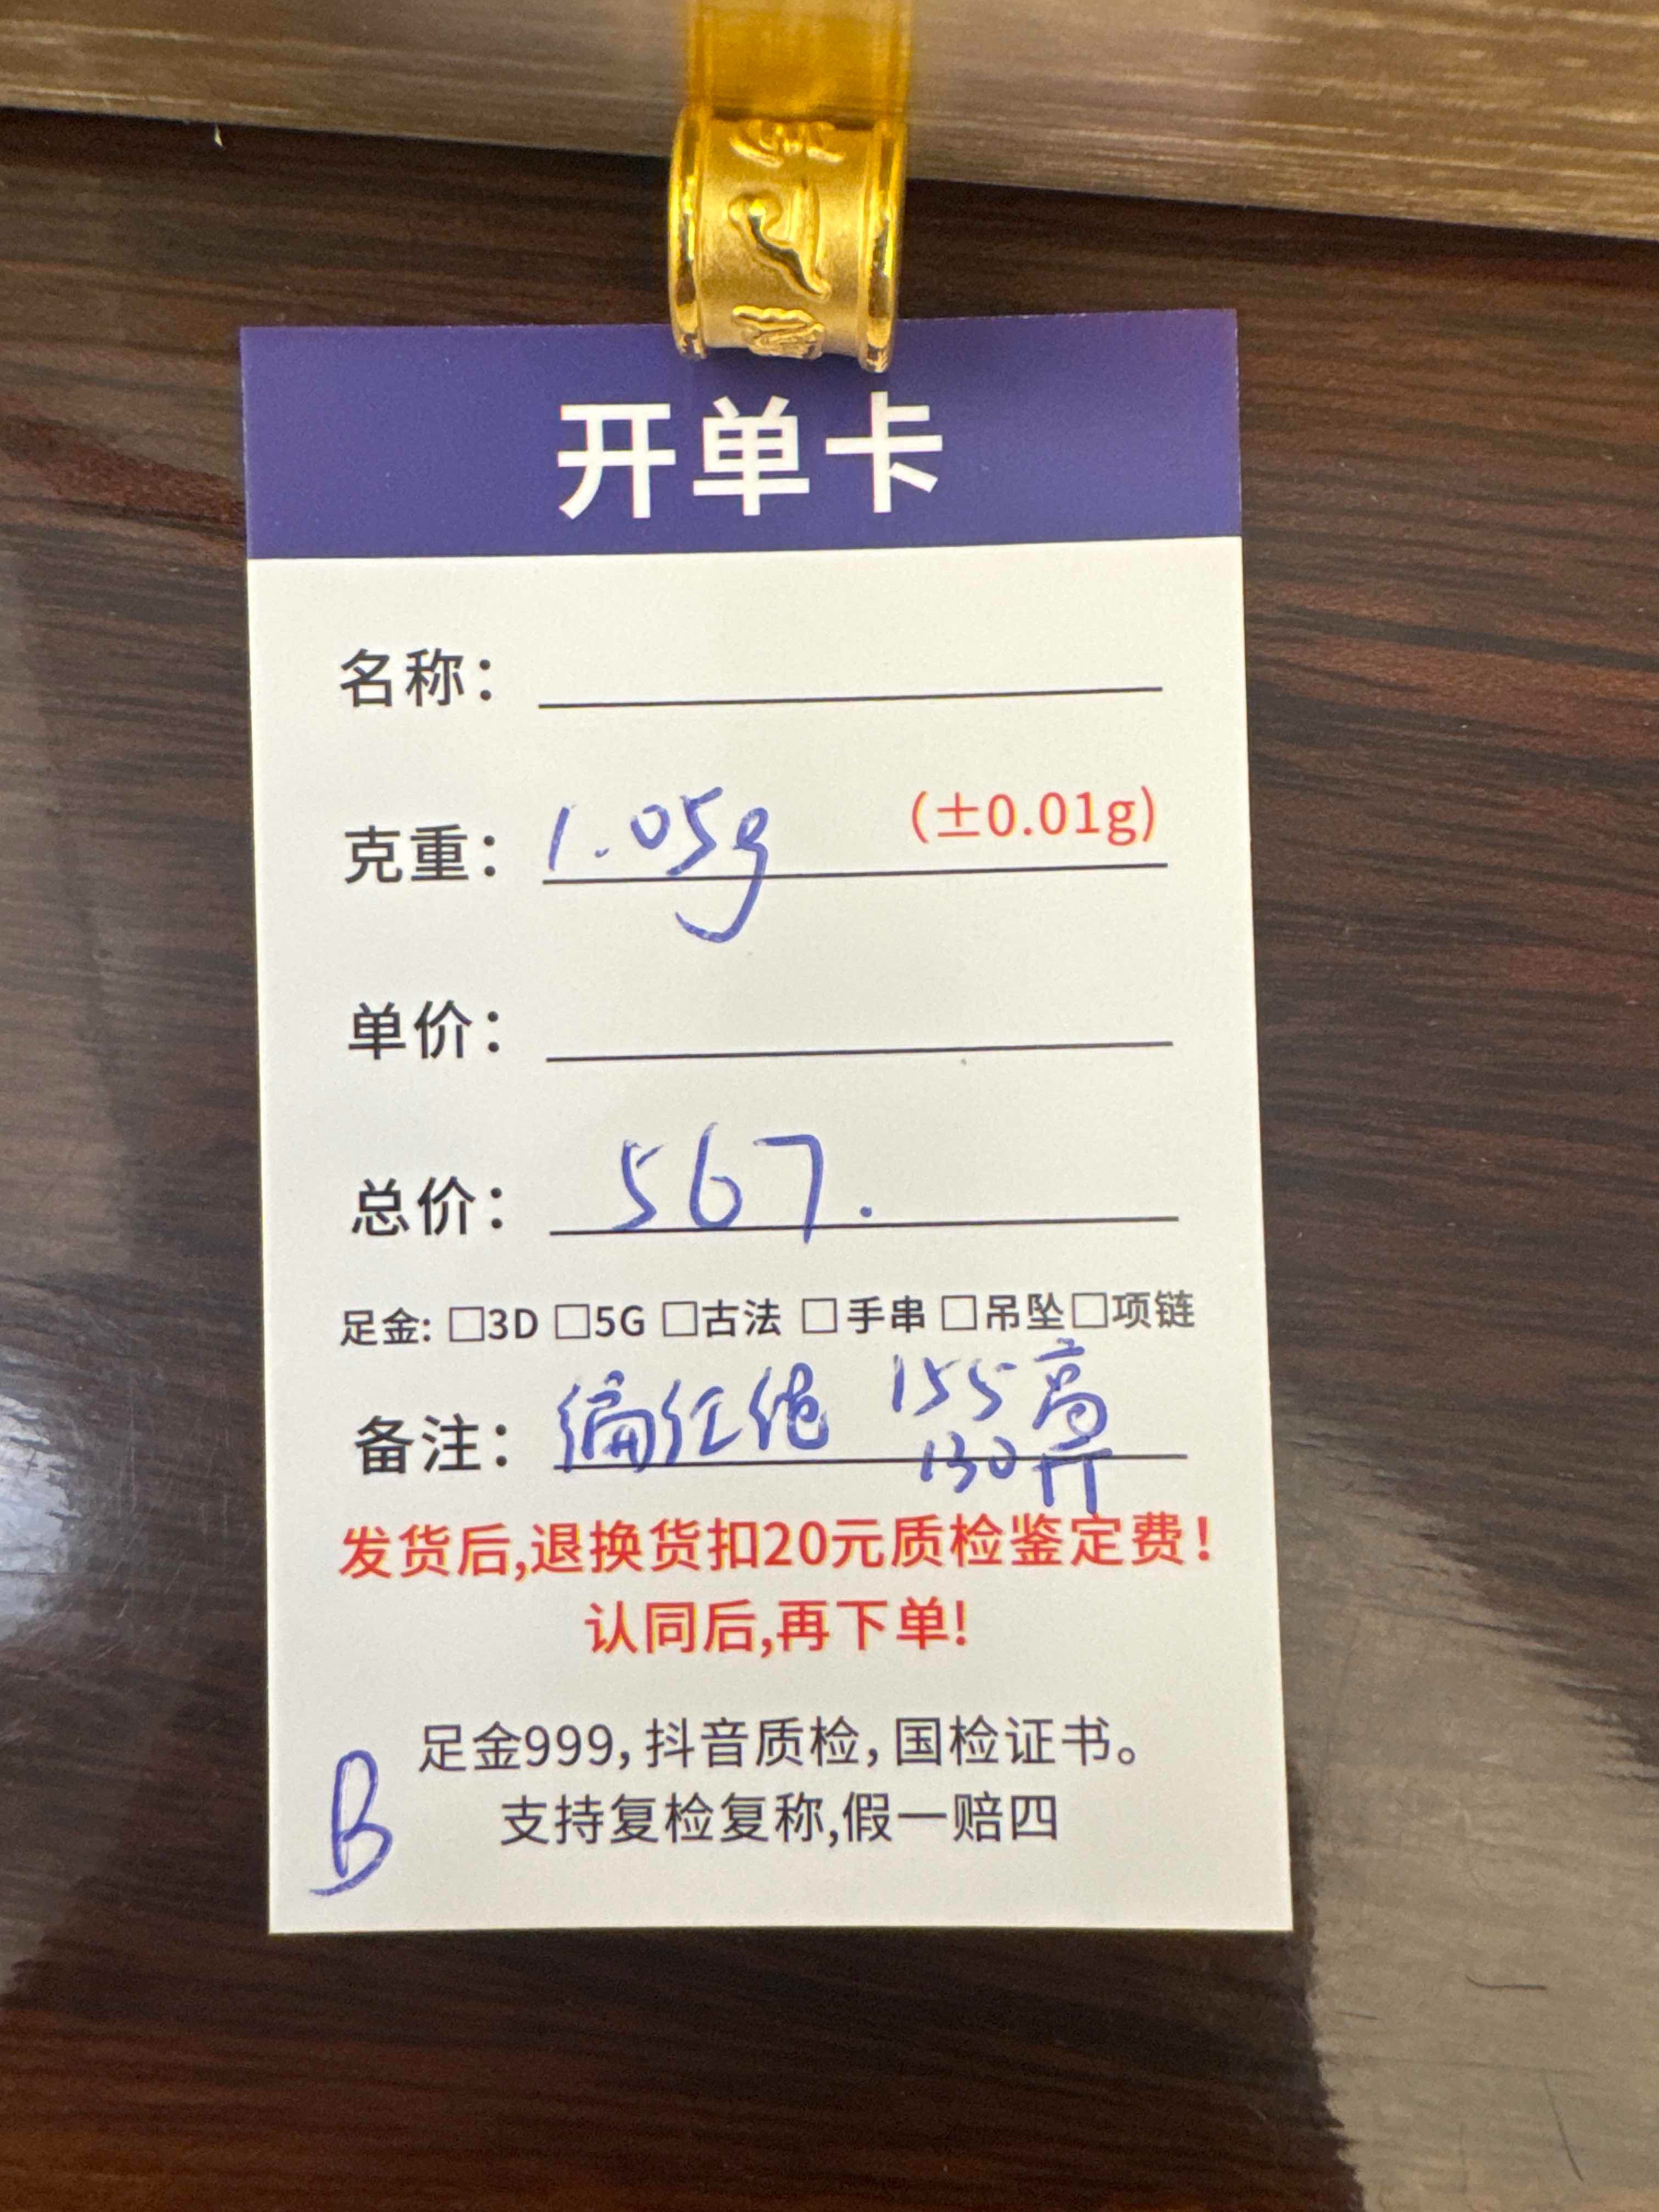 开单卡
名称：
克重：1.05g (±0.01g)
单价：
总价：567.
足金: □3D □5G □古法 □手串 □吊坠□项链
备注：编红绳 155高
130斤
发货后,退换货扣20元质检鉴定费！
认同后,再下单!
足金999，抖音质检，国检证书。
支持复检复称,假一赔四
B